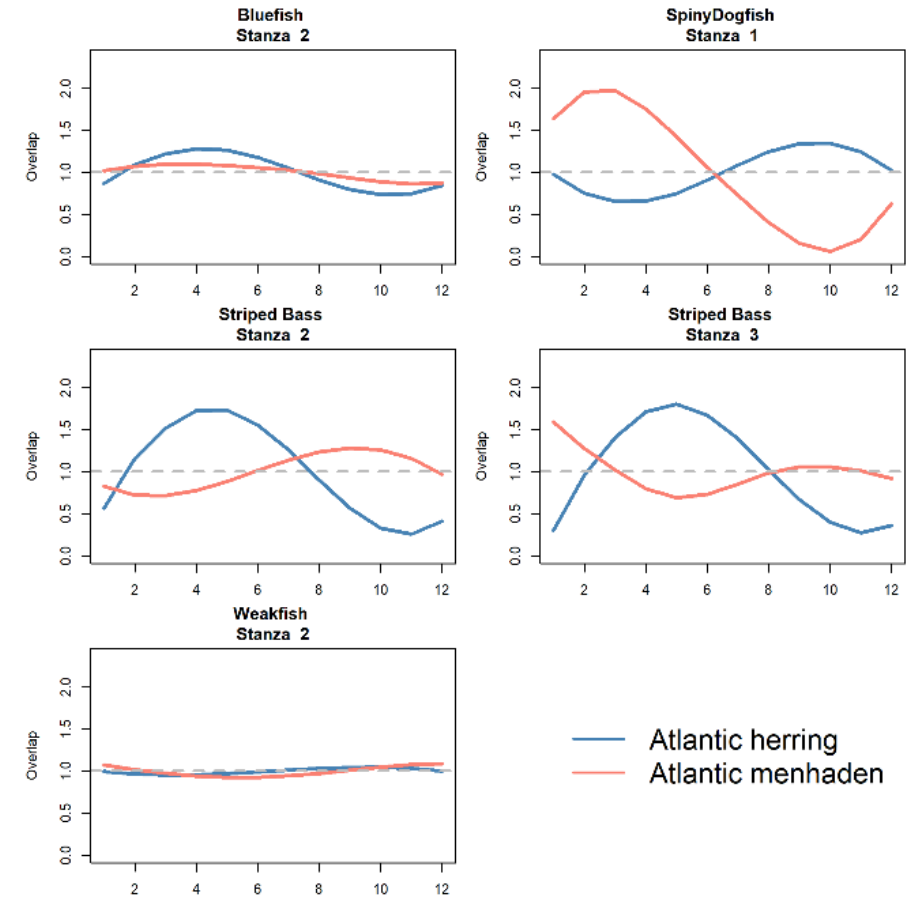 Bluefish
Stanza 2
Overlap
2.0
1.5
1.0
0.5
0.0
2 4 6 8 10 12
SpinyDogfish
Stanza 1
Overlap
2.0
1.5
1.0
0.5
0.0
2 4 6 8 10 12
Striped Bass
Stanza 2
Overlap
2.0
1.5
1.0
0.5
0.0
2 4 6 8 10 12
Striped Bass
Stanza 3
Overlap
2.0
1.5
1.0
0.5
0.0
2 4 6 8 10 12
Weakfish
Stanza 2
Overlap
2.0
1.5
1.0
0.5
0.0
2 4 6 8 10 12
Atlantic herring
Atlantic menhaden